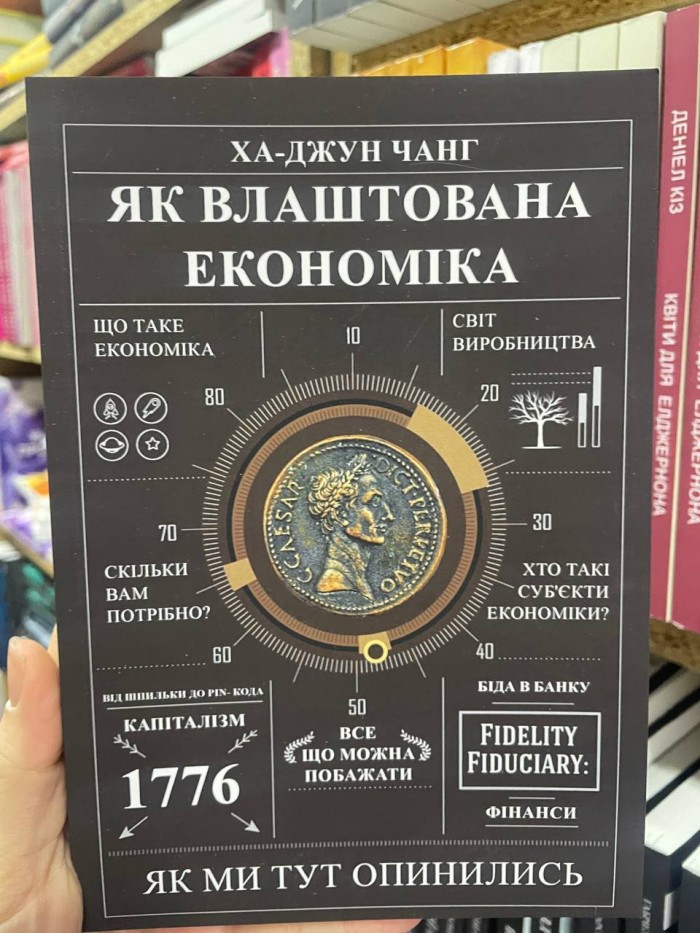 ХА-ДЖУН ЧАНГ
ЯК ВЛАШТОВАНА
ЕКОНОМІКА
ЩО ТАКЕ
ЕКОНОМІКА
СВІТ
ВИРОБНИЦТВА
10
80
20
G CAESAR DICT PERPETVO
70
30
СКІЛЬКИ
ВАМ
ПОТРІБНО?
ХТО ТАКІ
СУБ'ЄКТИ
ЕКОНОМІКИ?
60
40
50
ВІД ШПИЛЬКИ ДО PIN- КОДА
КАПІТАЛІЗМ
1776
ВСЕ
ЩО МОЖНА
ПОБАЖАТИ
БІДА В БАНКУ
FIDELITY
FIDUCIARY:
ФІНАНСИ
ЯК МИ ТУТ ОПИНИЛИСЬ
ДЕНІЕЛ КІЗ
КВІТИ ДЛЯ ЕЛДЖЕРНОНА
ЕЛДЖЕРНОНА